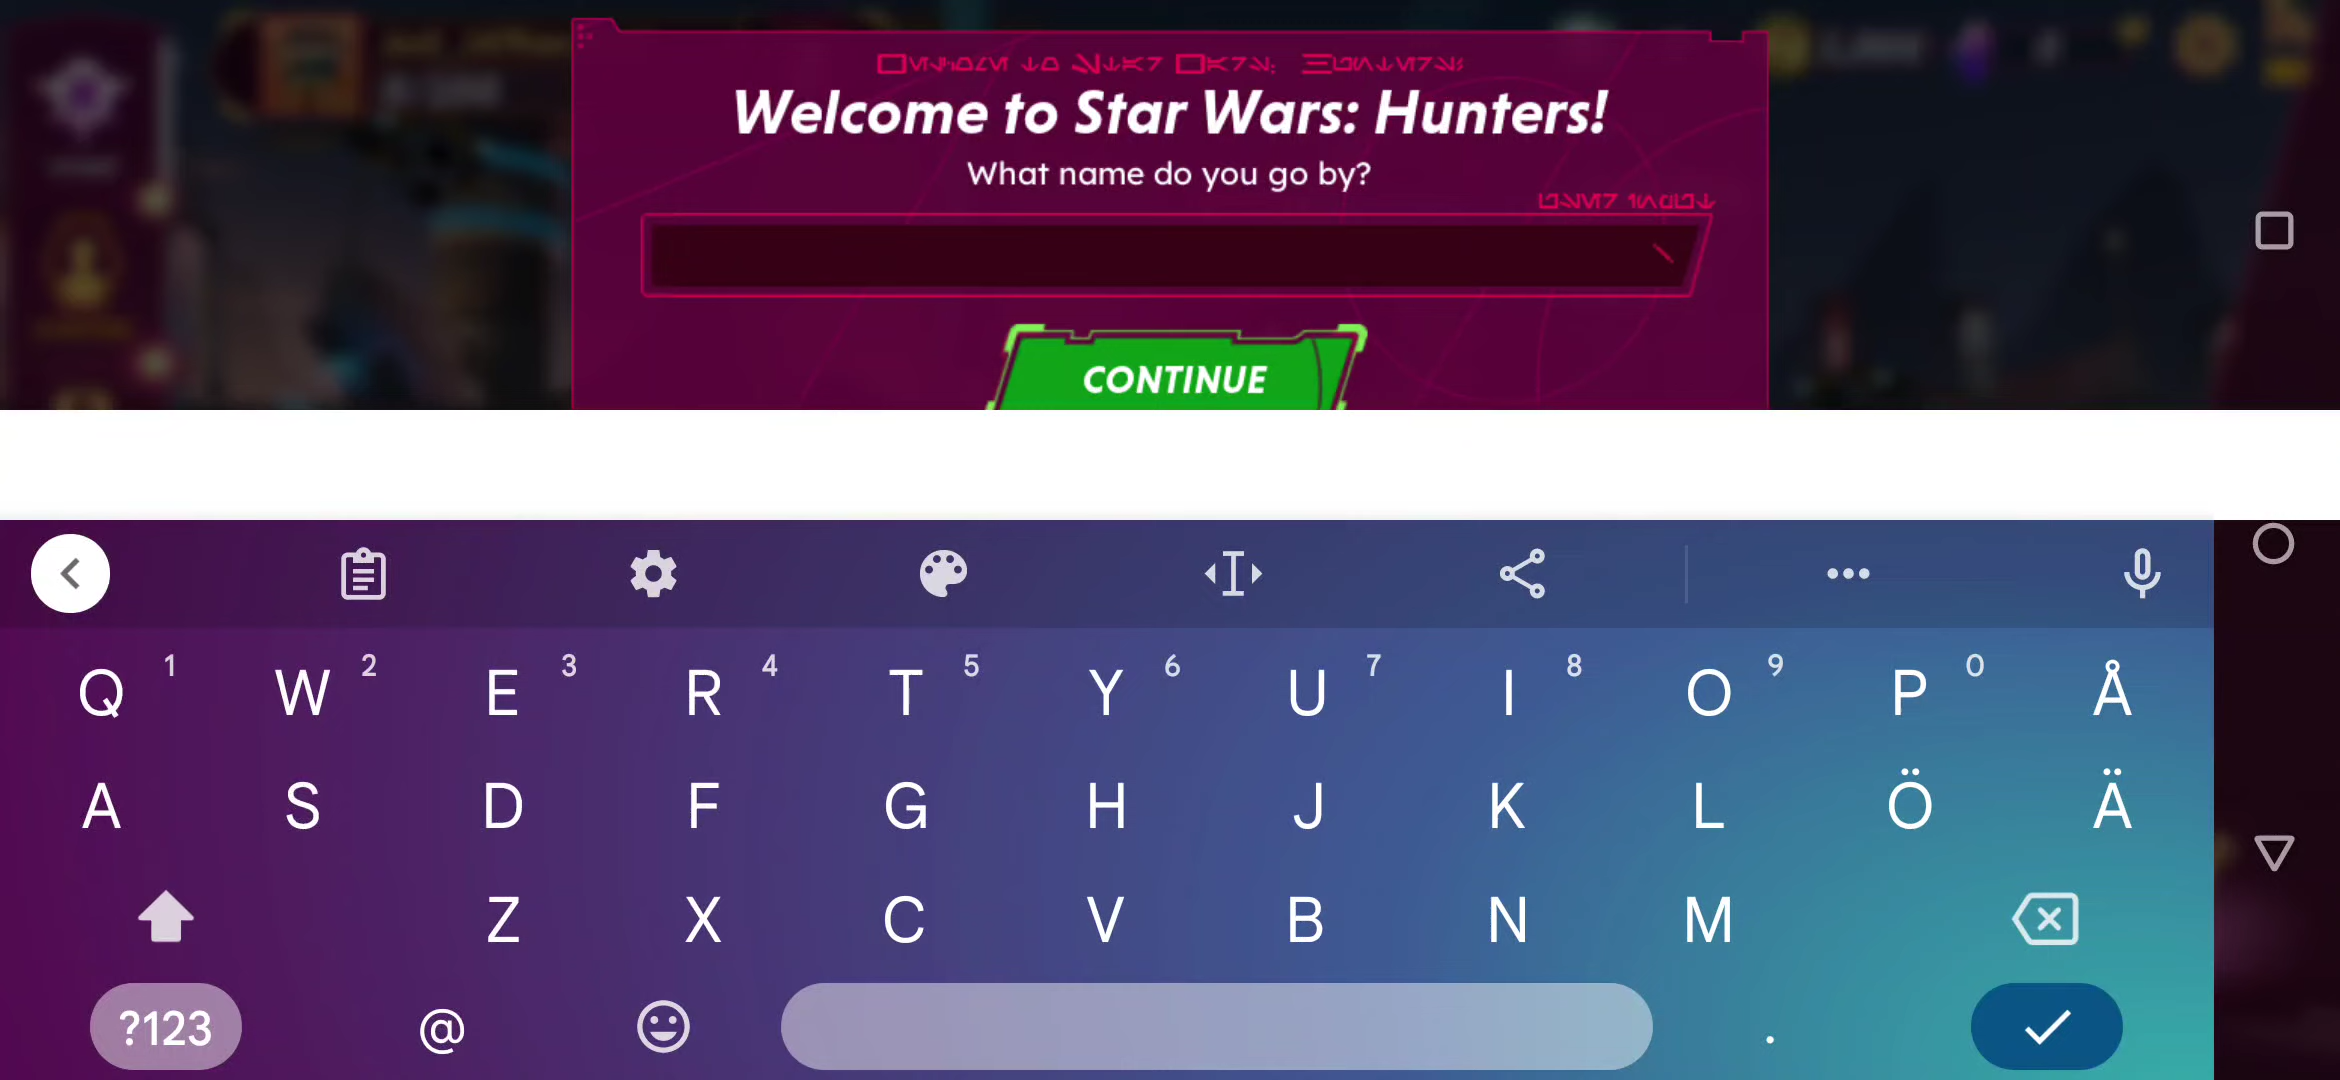 Welcome to Star Wars: Hunters!
What name do you go by?
CONTINUE
Q 1 W 2 E 3 R 4 T 5 Y 6 U 7 I 8 O 9 P 0 Å
A S D F G H J K L Ö Ä
Z X C V B N M
?123 @ .